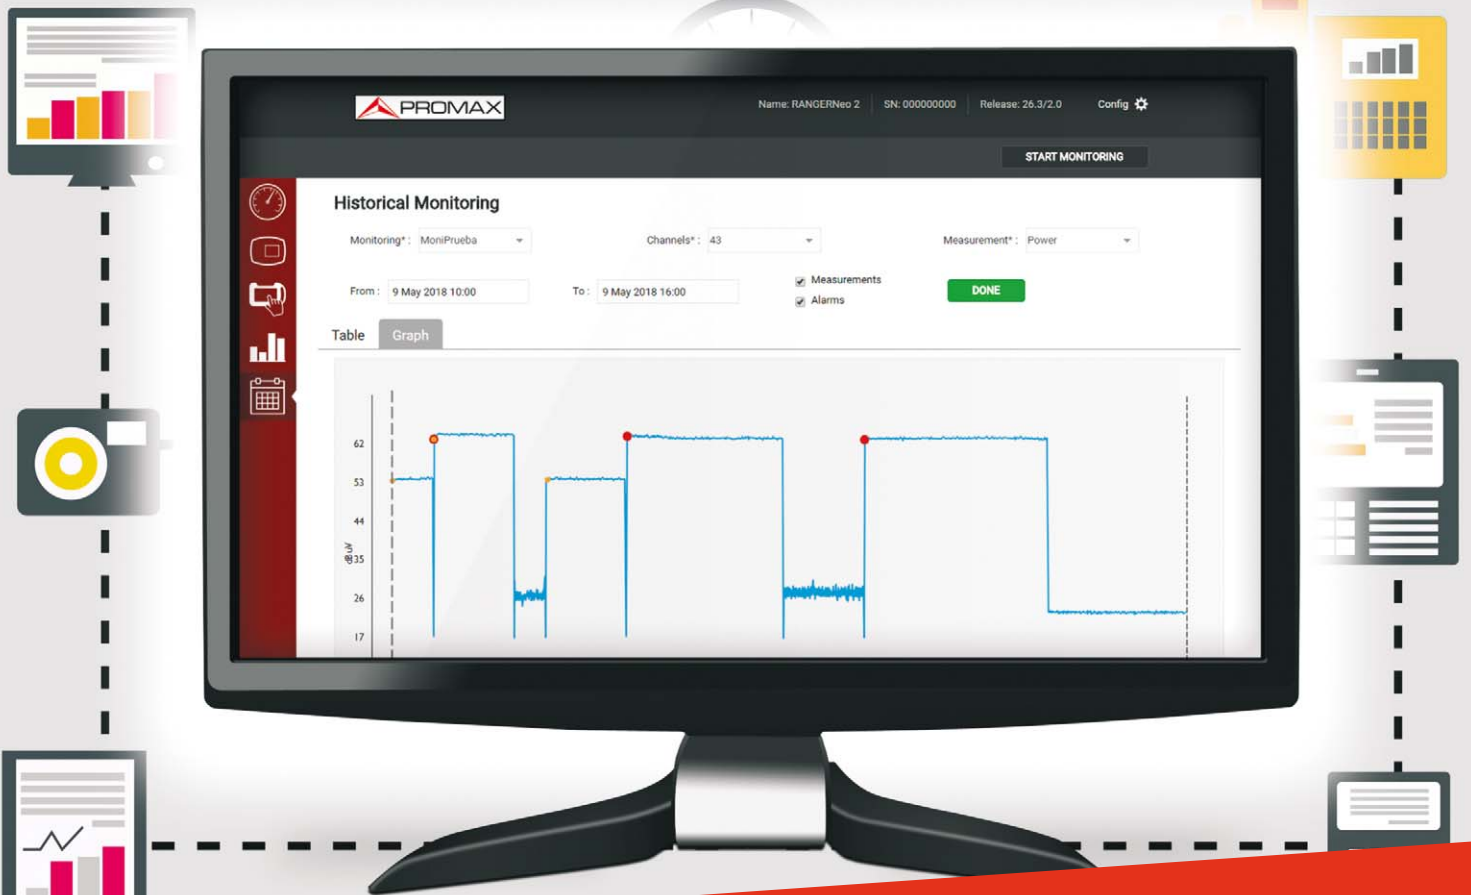 PROMAX
Name: RANGERNeo 2 SN: 000000000 Release: 26.3/2.0 Config
START MONITORING
Historical Monitoring
Monitoring* : MoniPrueba Channels* : 43 Measurement* : Power
From : 9 May 2018 10:00 To : 9 May 2018 16:00
Measurements
Alarms
DONE
Table Graph
62
53
44
dBuV
35
26
17